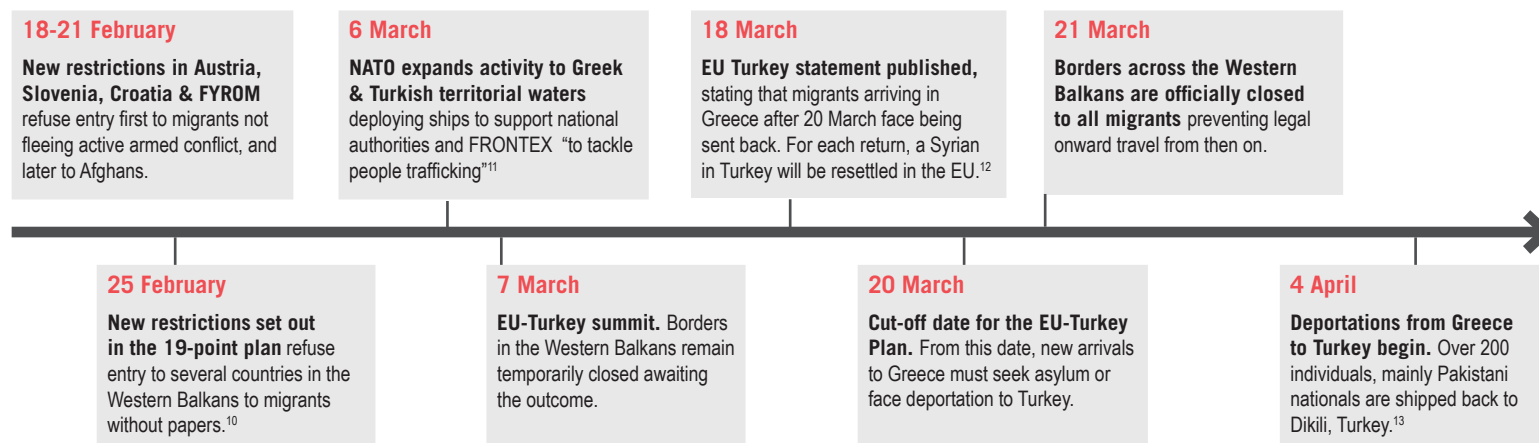 18-21 February
New restrictions in Austria,
Slovenia, Croatia & FYROM
refuse entry first to migrants not
fleeing active armed conflict, and
later to Afghans.
6 March
NATO expands activity to Greek
& Turkish territorial waters
deploying ships to support national
authorities and FRONTEX “to tackle
people trafficking”11
18 March
EU Turkey statement published,
stating that migrants arriving in
Greece after 20 March face being
sent back. For each return, a Syrian
in Turkey will be resettled in the EU.12
21 March
Borders across the Western
Balkans are officially closed
to all migrants preventing legal
onward travel from then on.
25 February
New restrictions set out
in the 19-point plan refuse
entry to several countries in the
Western Balkans to migrants
without papers.10
7 March
EU-Turkey summit. Borders
in the Western Balkans remain
temporarily closed awaiting
the outcome.
20 March
Cut-off date for the EU-Turkey
Plan. From this date, new arrivals
to Greece must seek asylum or
face deportation to Turkey.
4 April
Deportations from Greece
to Turkey begin. Over 200
individuals, mainly Pakistani
nationals are shipped back to
Dikili, Turkey.13